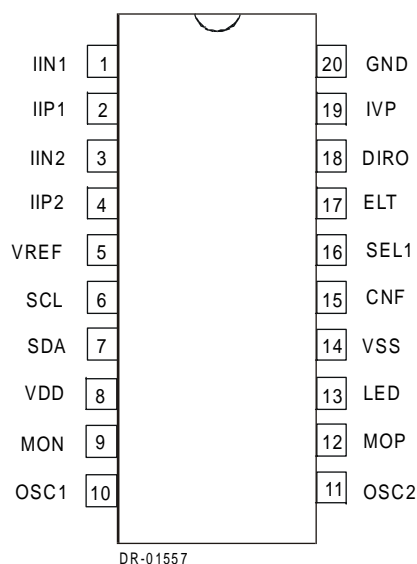 IIN1 1 20 GND
IIP1 2 19 IVP
IIN2 3 18 DIRO
IIP2 4 17 ELT
VREF 5 16 SEL1
SCL 6 15 CNF
SDA 7 14 VSS
VDD 8 13 LED
MON 9 12 MOP
OSC1 10 11 OSC2
DR-01557